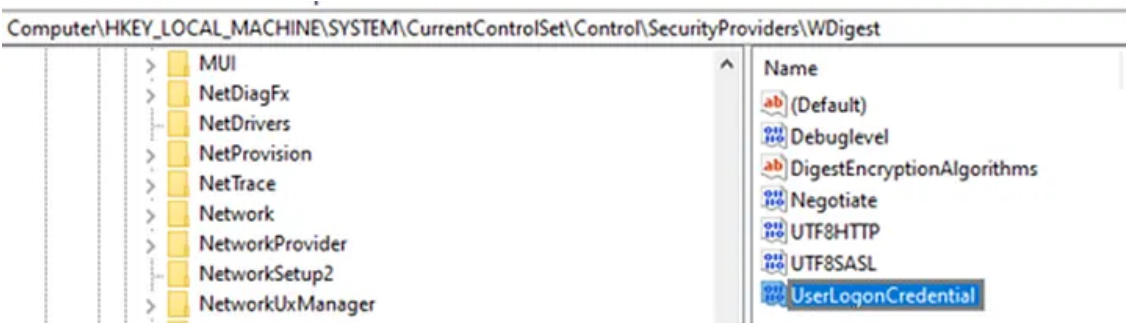 Computer\HKEY_LOCAL_MACHINE\SYSTEM\CurrentControlSet\Control\SecurityProviders\WDigest
MUI
NetDiagFx
NetDrivers
NetProvision
NetTrace
Network
NetworkProvider
NetworkSetup2
NetworkUxManager
Name
(Default)
Debuglevel
DigestEncryptionAlgorithms
Negotiate
UTF8HTTP
UTF8SASL
UserLogonCredential